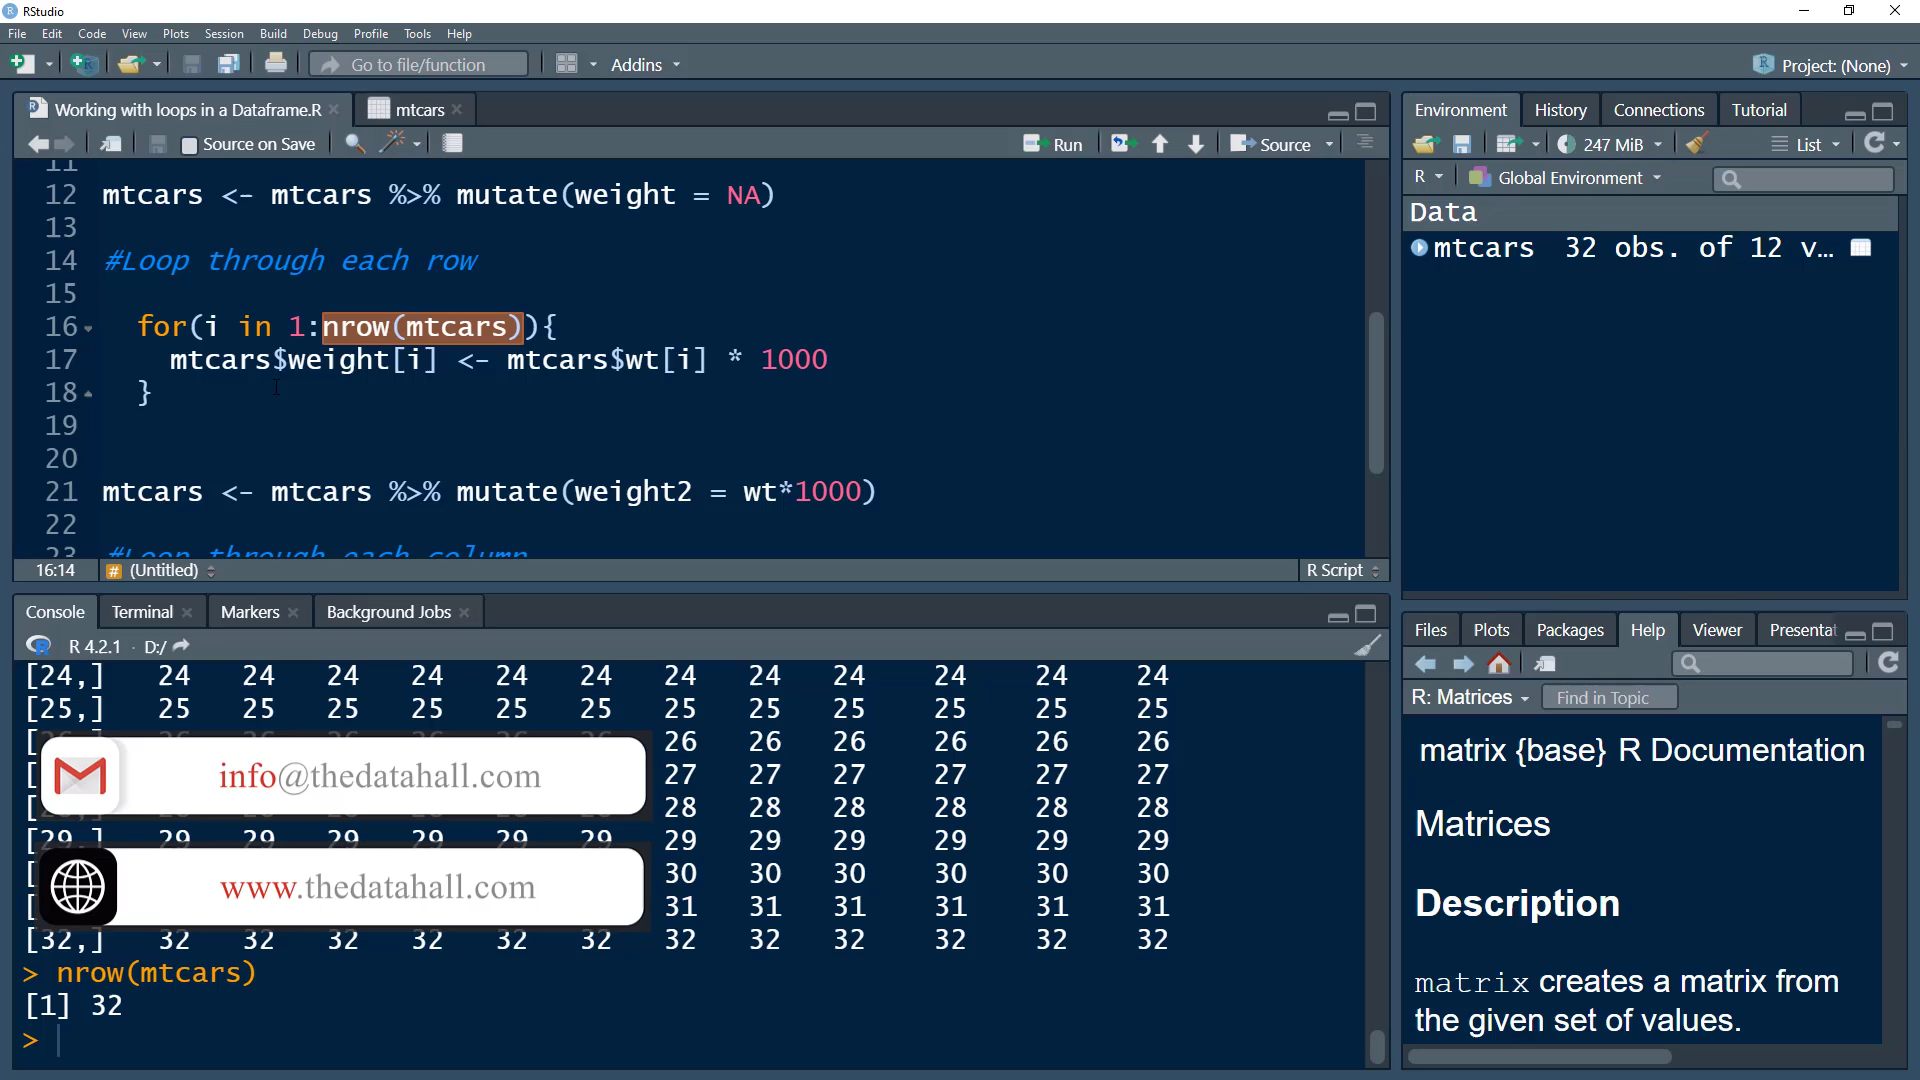 RStudio
File Edit Code View Plots Session Build Debug Profile Tools Help
Go to file/function Addins Project: (None)
Working with loops in a Dataframe.R mtcars
Source on Save Run Source
11
12 mtcars <- mtcars %>% mutate(weight = NA)
13
14 #Loop through each row
15
16 for(i in 1:nrow(mtcars)){
17 mtcars$weight[i] <- mtcars$wt[i] * 1000
18 }
19
20
21 mtcars <- mtcars %>% mutate(weight2 = wt*1000)
22
23 #Loop through each column
16:14 # (Untitled) R Script
Console Terminal Markers Background Jobs
R 4.2.1 · D:/
[24,] 24 24 24 24 24 24 24 24 24 24 24 24
[25,] 25 25 25 25 25 25 25 25 25 25 25 25
26 26 26 26 26 26
27 27 27 27 27 27
28 28 28 28 28 28
[29,] 29 29 29 29 29 29 29 29 29 29 29 29
30 30 30 30 30 30
31 31 31 31 31 31
[32,] 32 32 32 32 32 32 32 32 32 32 32 32
info@thedatahall.com
www.thedatahall.com
> nrow(mtcars)
[1] 32
>
Environment History Connections Tutorial
247 MiB List
R Global Environment
Data
mtcars 32 obs. of 12 v…
Files Plots Packages Help Viewer Presentat
R: Matrices Find in Topic
matrix {base} R Documentation
Matrices
Description
matrix creates a matrix from
the given set of values.